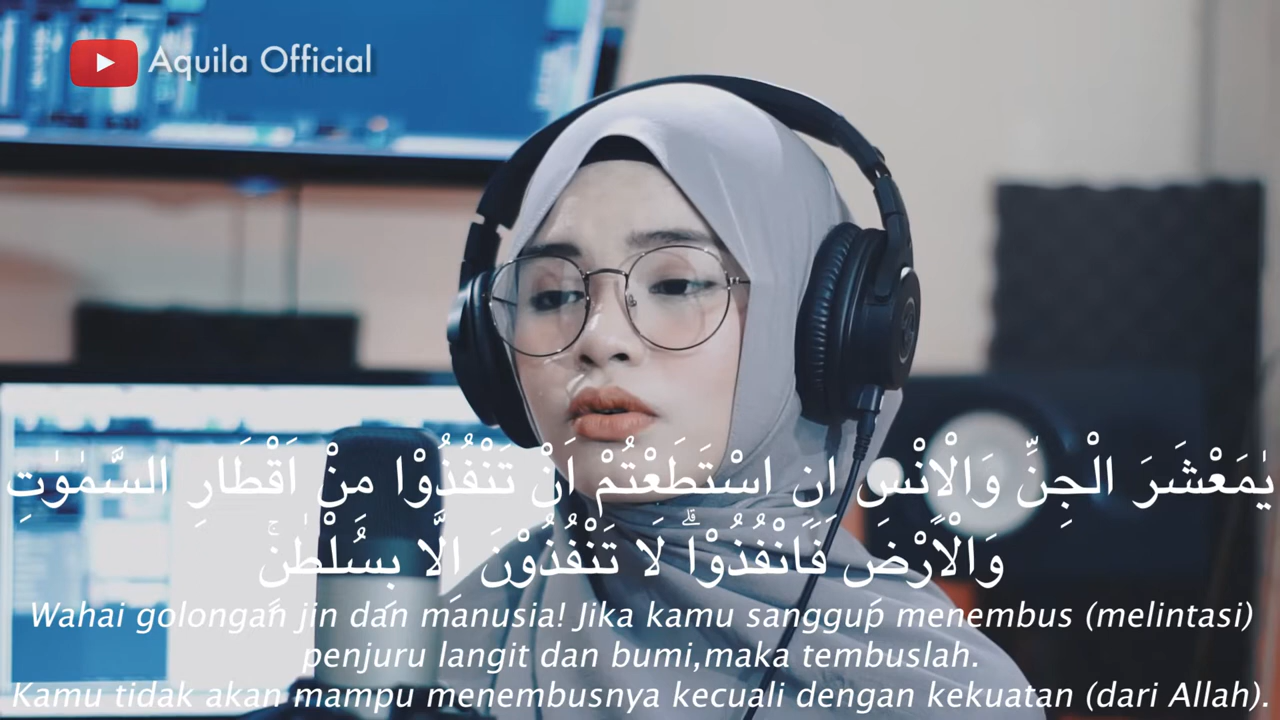 Aquila Official
يٰمَعْشَرَ الْجِنِّ وَالْاِنْسِ اِنِ اسْتَطَعْتُمْ اَنْ تَنْفُذُوْا مِنْ اَقْطَارِ السَّمٰوٰتِ
وَالْاَرْضِ فَانْفُذُوْاۗ لَا تَنْفُذُوْنَ اِلَّا بِسُلْطٰنٍۚ
Wahai golongan jin dan manusia! Jika kamu sanggup menembus (melintasi)
penjuru langit dan bumi,maka tembuslah.
Kamu tidak akan mampu menembusnya kecuali dengan kekuatan (dari Allah).